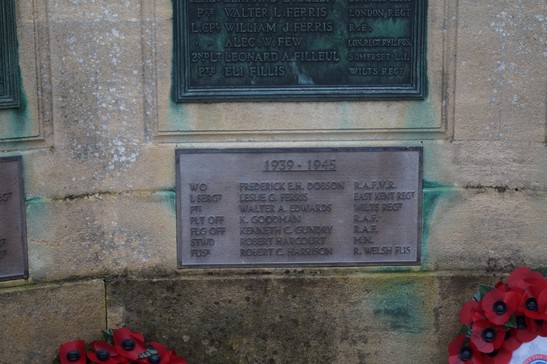 PTE WALTER L. FERRIS LONDON REGT
L.CPL WILLIAM J. FERRIS R.E.
ALEC W. FEW
2ND LT LEONARD A. FILLEUL SOMERSET L.I.
PTE ELI FILLIS WILTS REGT
1939 - 1945
WO FREDERICK E.H. DOBSON R.A.F.V.R.
L SERGT LESLIE G. FERRIS EAST KENT REGT
PTE WALTER A. EDWARDS WILTS REGT
PLT OFF K. GOODMAN R.A.F.
FLG OFF KENNETH C. GUNDRY R.A.F.
STWD ROBERT HARCOURT M.N.
FUSR ROBERT C. HARRISON R. WELSH FUS